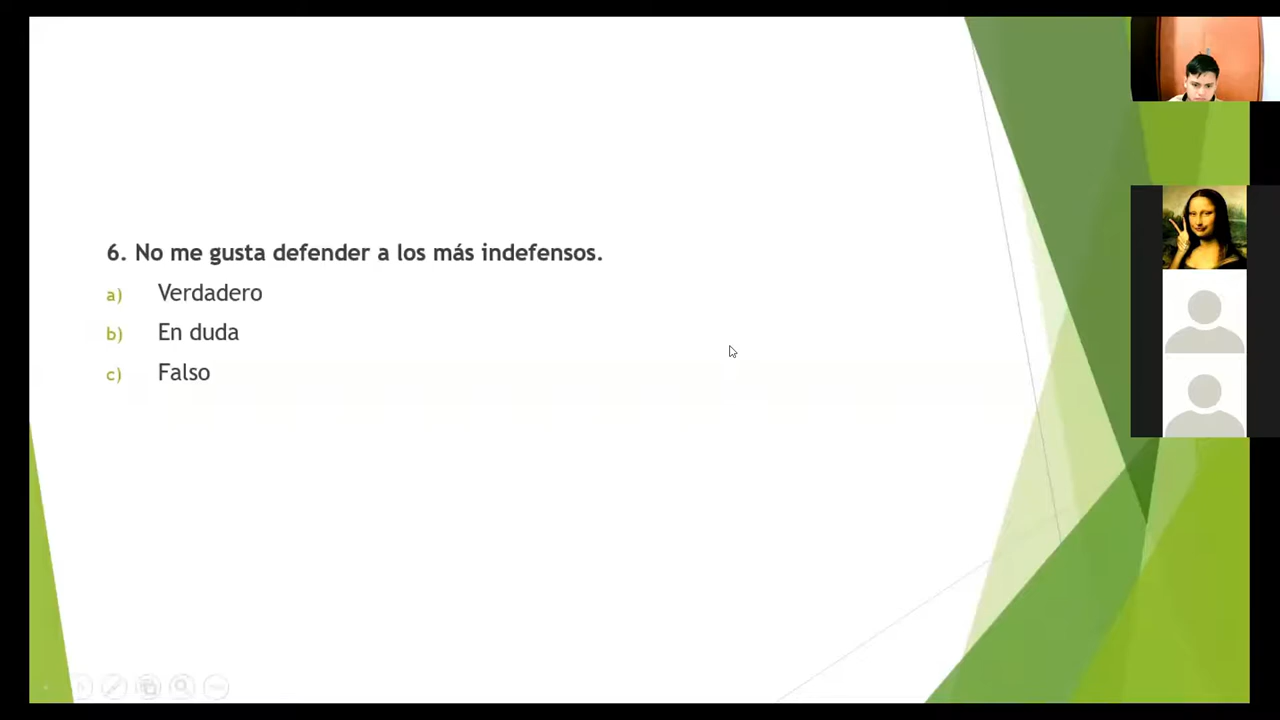 6. No me gusta defender a los más indefensos.
a) Verdadero
b) En duda
c) Falso